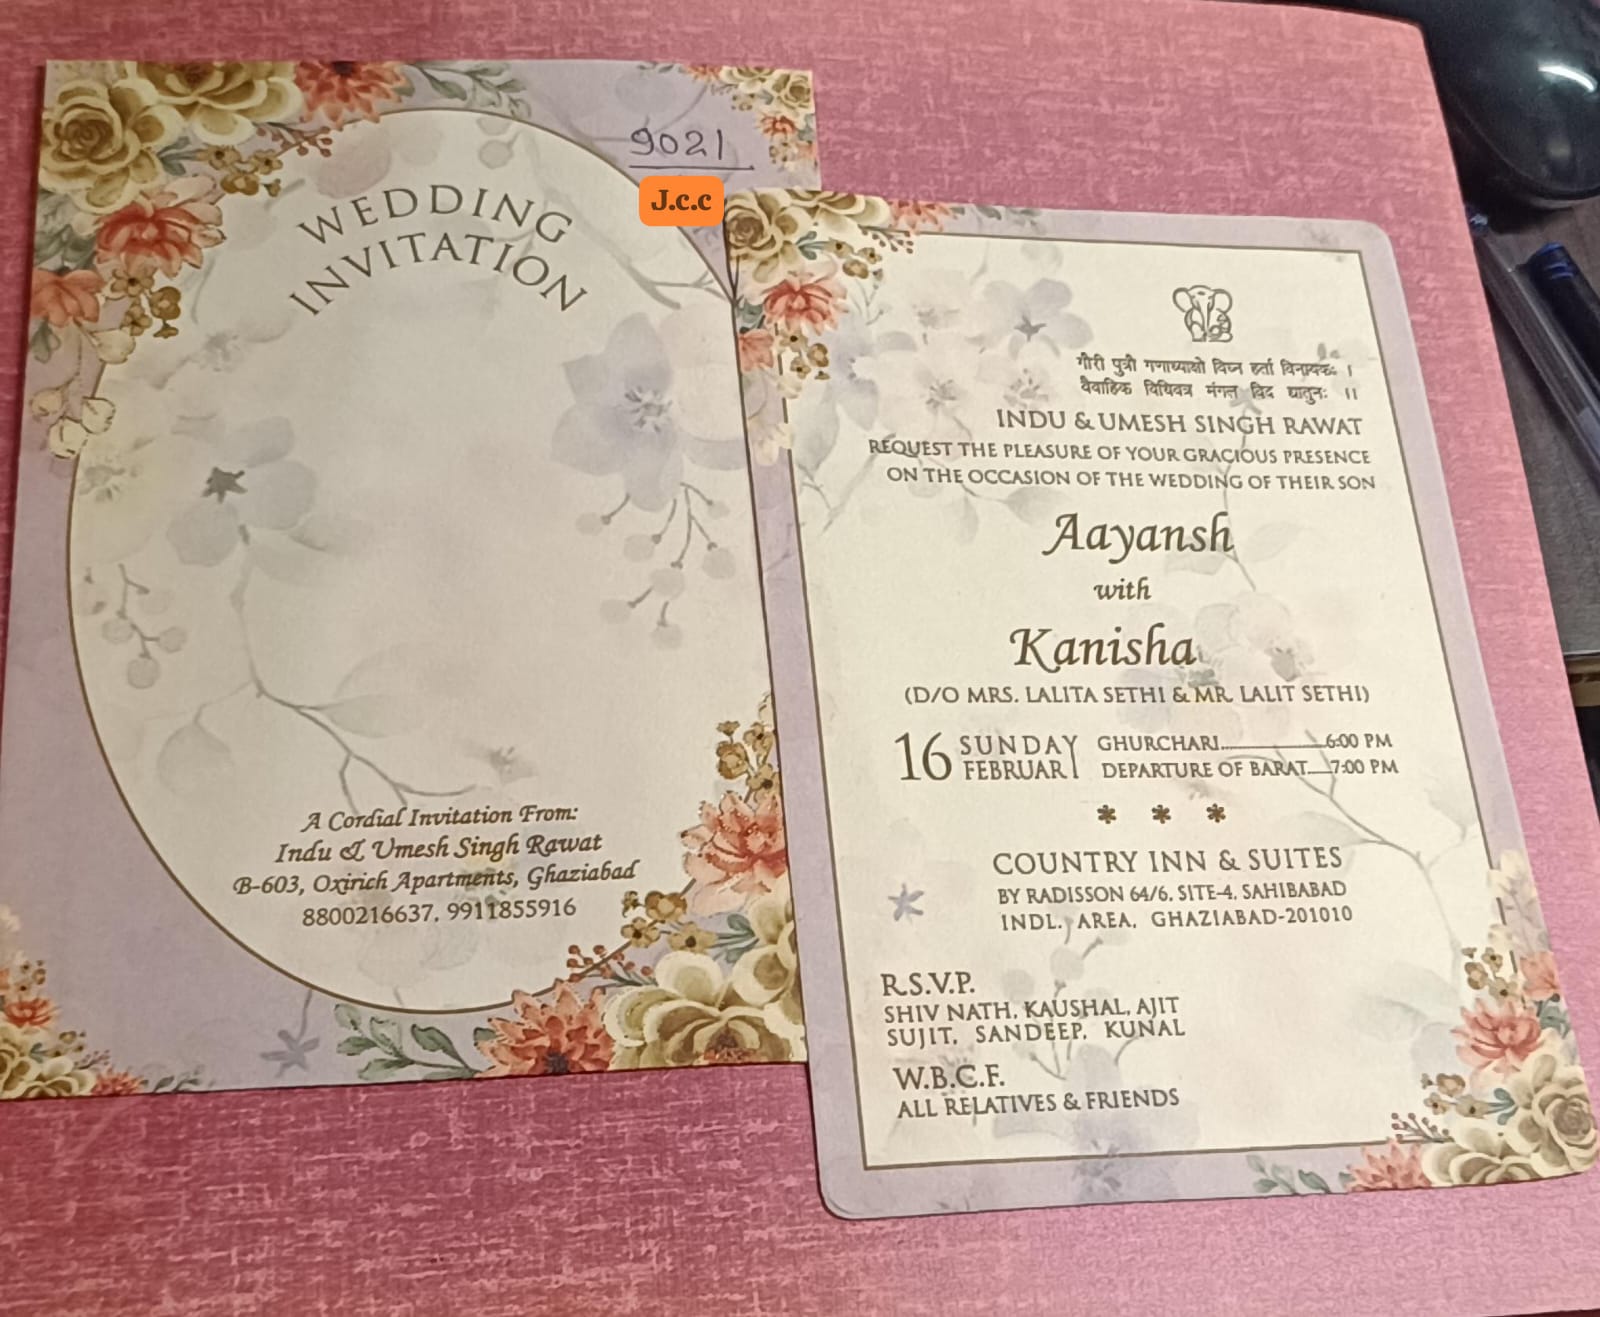 9021
J.c.c
WEDDING
INVITATION
A Cordial Invitation From:
Indu & Umesh Singh Rawat
B-603, Oxirich Apartments, Ghaziabad
8800216637, 9911855916
गौरी पुत्री गणाध्याक्षो विघ्न हर्ता विनायकः ।
वैवाहिक विधिवत्र मंगल विद द्यातुनः ।।
INDU & UMESH SINGH RAWAT
REQUEST THE PLEASURE OF YOUR GRACIOUS PRESENCE
ON THE OCCASION OF THE WEDDING OF THEIR SON
Aayansh
with
Kanisha
(D/O MRS. LALITA SETHI & MR. LALIT SETHI)
16 SUNDAY GHURCHARI..................6:00 PM
FEBRUARY DEPARTURE OF BARAT....7:00 PM
* * *
COUNTRY INN & SUITES
BY RADISSON 64/6, SITE-4, SAHIBABAD
INDL. AREA, GHAZIABAD-201010
R.S.V.P.
SHIV NATH, KAUSHAL, AJIT
SUJIT, SANDEEP, KUNAL
W.B.C.F.
ALL RELATIVES & FRIENDS